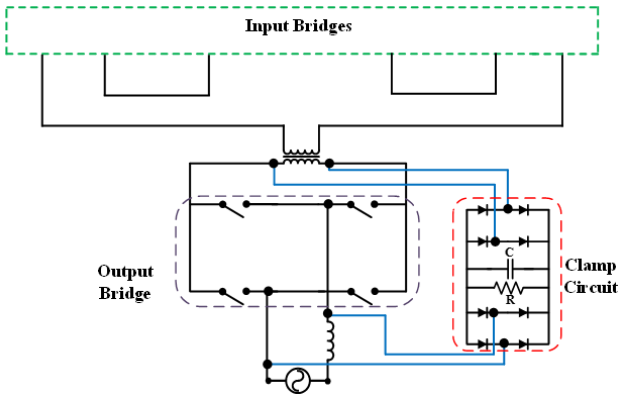 Input Bridges
Output
Bridge
C
R
Clamp
Circuit